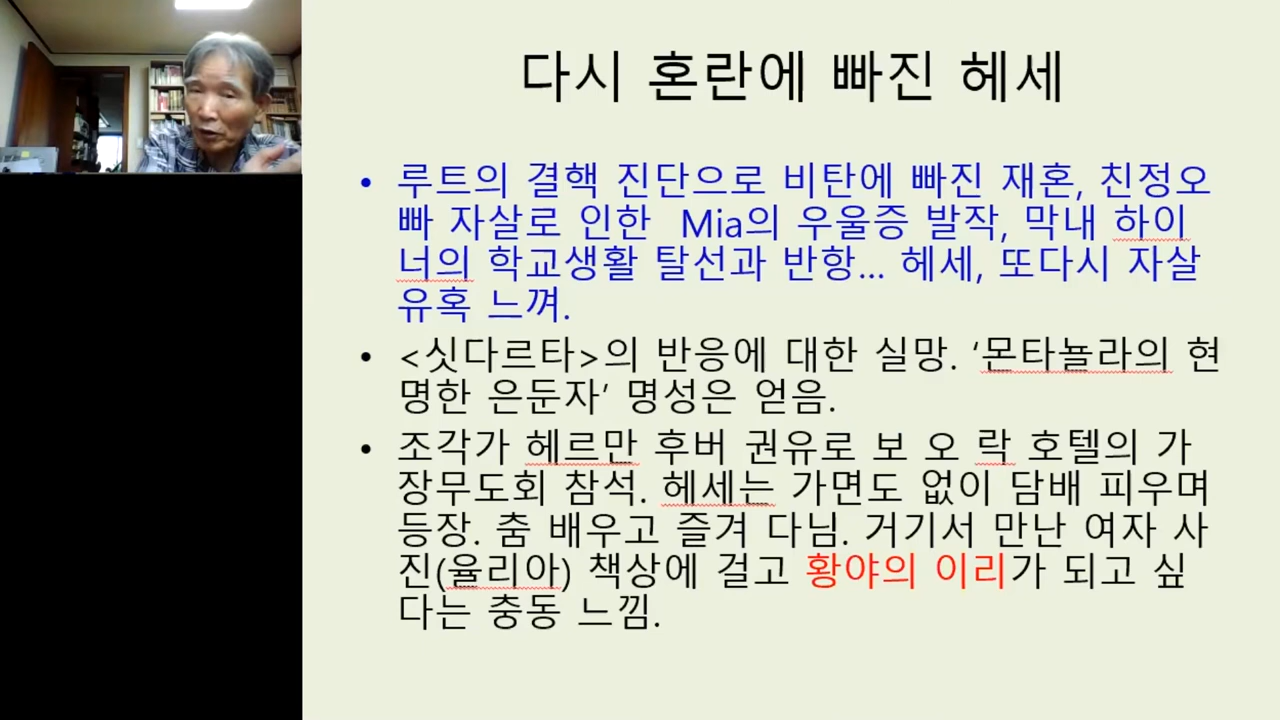 다시 혼란에 빠진 헤세
• 루트의 결핵 진단으로 비탄에 빠진 재혼, 친정오
빠 자살로 인한 Mia의 우울증 발작, 막내 하이
너의 학교생활 탈선과 반항... 헤세, 또다시 자살
유혹 느껴.
• <싯다르타>의 반응에 대한 실망. ‘몬타뇰라의 현
명한 은둔자’ 명성은 얻음.
• 조각가 헤르만 후버 권유로 보 오 락 호텔의 가
장무도회 참석. 헤세는 가면도 없이 담배 피우며
등장. 춤 배우고 즐겨 다님. 거기서 만난 여자 사
진(율리아) 책상에 걸고 황야의 이리가 되고 싶
다는 충동 느낌.